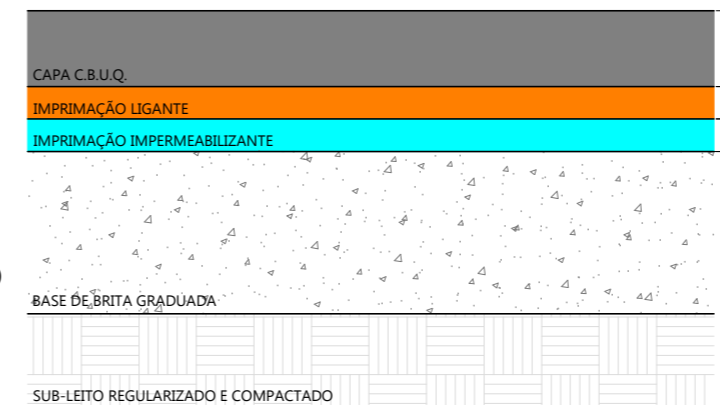 CAPA C.B.U.Q.
IMPRIMAÇÃO LIGANTE
IMPRIMAÇÃO IMPERMEABILIZANTE
BASE DE BRITA GRADUADA
SUB-LEITO REGULARIZADO E COMPACTADO